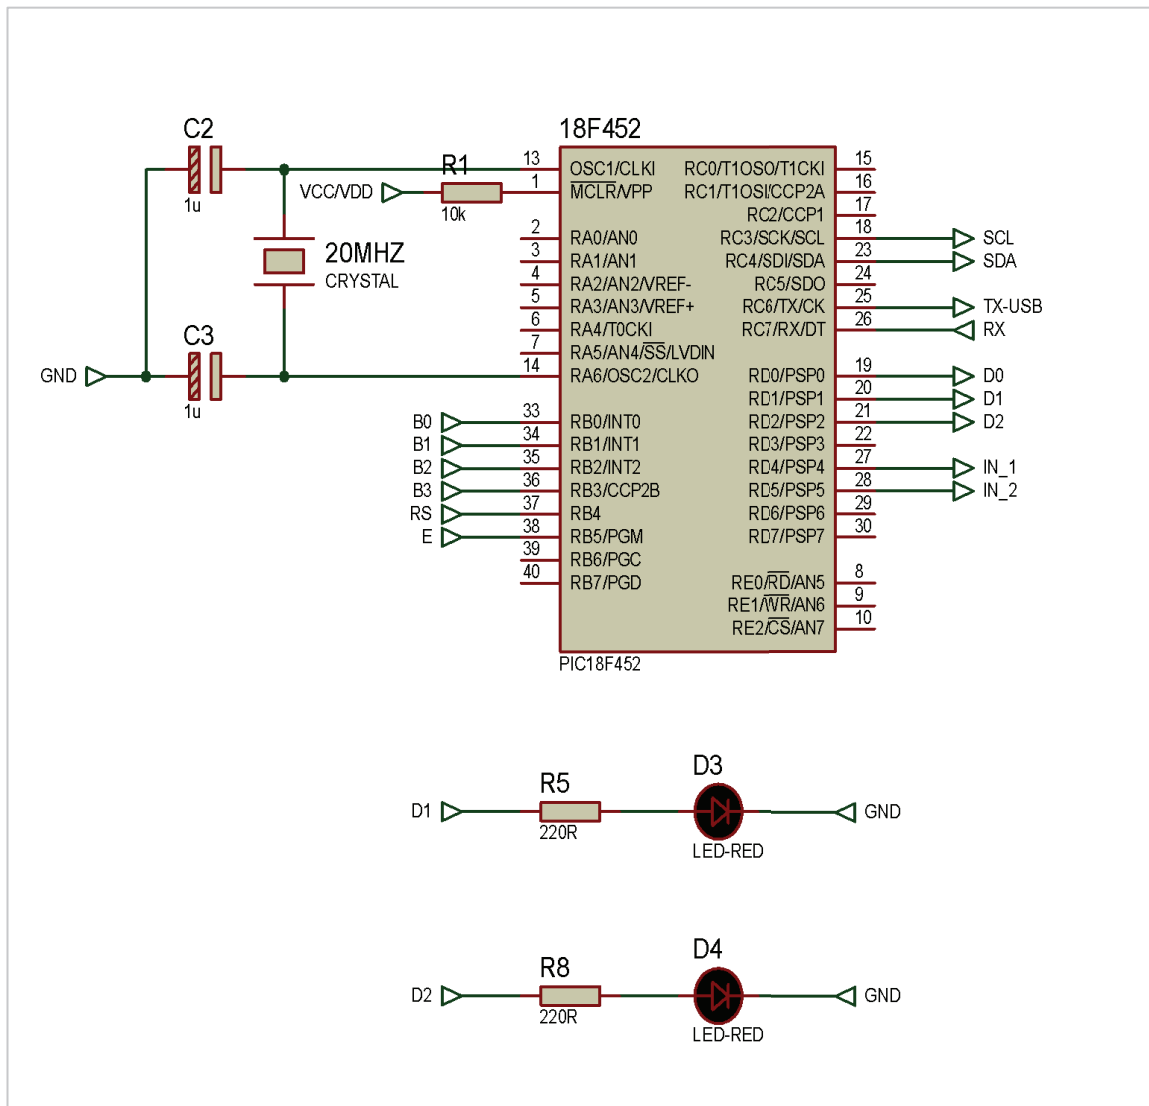 C2
1u
20MHZ
CRYSTAL
C3
1u
GND
VCC/VDD
R1
10k
18F452
13 OSC1/CLKI
1 MCLR/VPP
2 RA0/AN0
3 RA1/AN1
4 RA2/AN2/VREF-
5 RA3/AN3/VREF+
6 RA4/T0CKI
7 RA5/AN4/SS/LVDIN
14 RA6/OSC2/CLKO
B0 33 RB0/INT0
B1 34 RB1/INT1
B2 35 RB2/INT2
B3 36 RB3/CCP2B
RS 37 RB4
E 38 RB5/PGM
39 RB6/PGC
40 RB7/PGD
RC0/T1OSO/T1CKI 15
RC1/T1OSI/CCP2A 16
RC2/CCP1 17
RC3/SCK/SCL 18 SCL
RC4/SDI/SDA 23 SDA
RC5/SDO 24
RC6/TX/CK 25 TX-USB
RC7/RX/DT 26 RX
RD0/PSP0 19 D0
RD1/PSP1 20 D1
RD2/PSP2 21 D2
RD3/PSP3 22
RD4/PSP4 27 IN_1
RD5/PSP5 28 IN_2
RD6/PSP6 29
RD7/PSP7 30
RE0/RD/AN5 8
RE1/WR/AN6 9
RE2/CS/AN7 10
PIC18F452
D1
R5
220R
D3
LED-RED
GND
D2
R8
220R
D4
LED-RED
GND